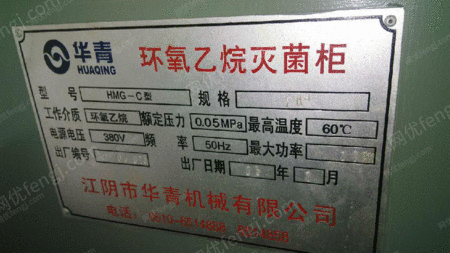 华青 环氧乙烷灭菌柜
HUAQING
型 号 HMG-C型 规 格
工作介质 环氧乙烷 额定压力 0.05MPa 最高温度 60℃
电源电压 380V 频 率 50Hz 最大功率
出厂编号 出厂日期 年 月
江阴市华青机械有限公司
电话: